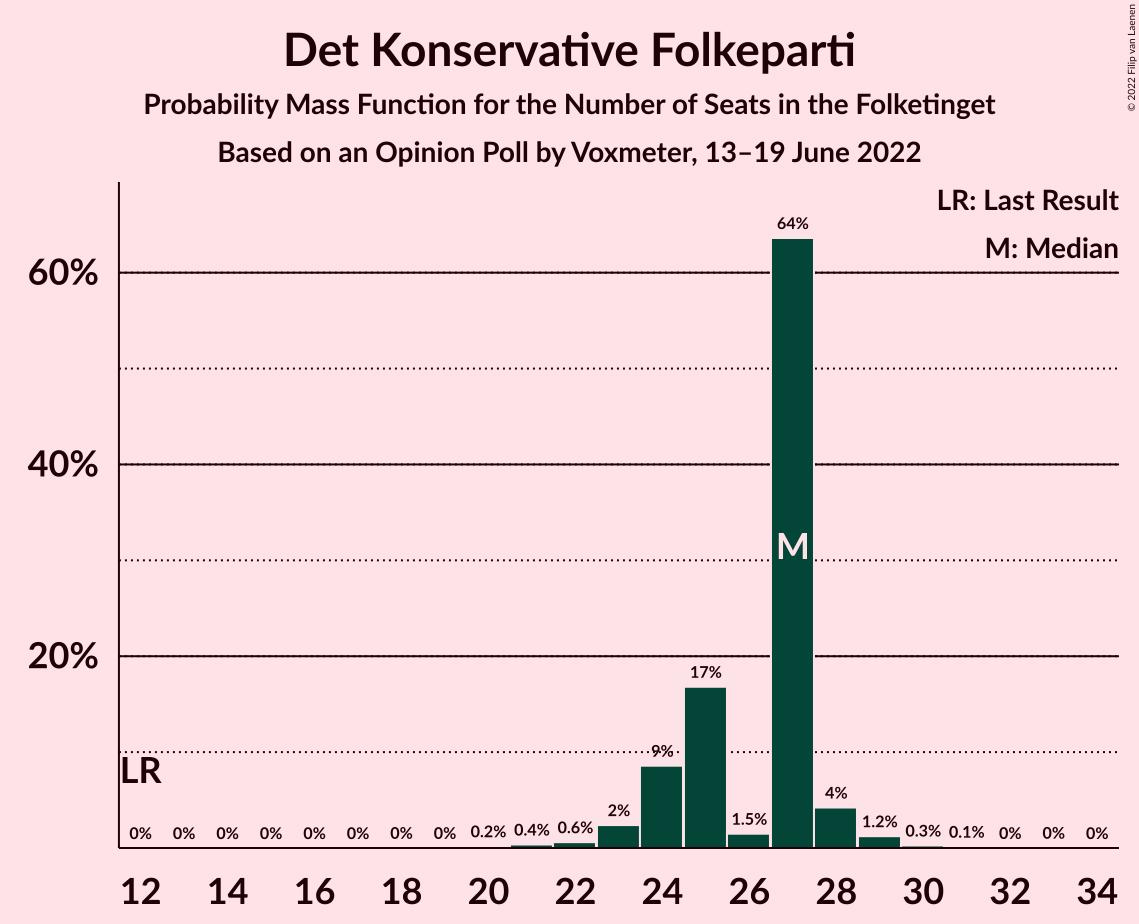 © 2022 Filip van Laenen
Det Konservative Folkeparti
Probability Mass Function for the Number of Seats in the Folketinget
Based on an Opinion Poll by Voxmeter, 13–19 June 2022
LR: Last Result
M: Median
60%
40%
20%
64%
M
17%
9%
LR
0% 0% 0% 0% 0% 0% 0% 0% 0.2% 0.4% 0.6% 2% 1.5% 4% 1.2% 0.3% 0.1% 0% 0% 0%
12 14 16 18 20 22 24 26 28 30 32 34